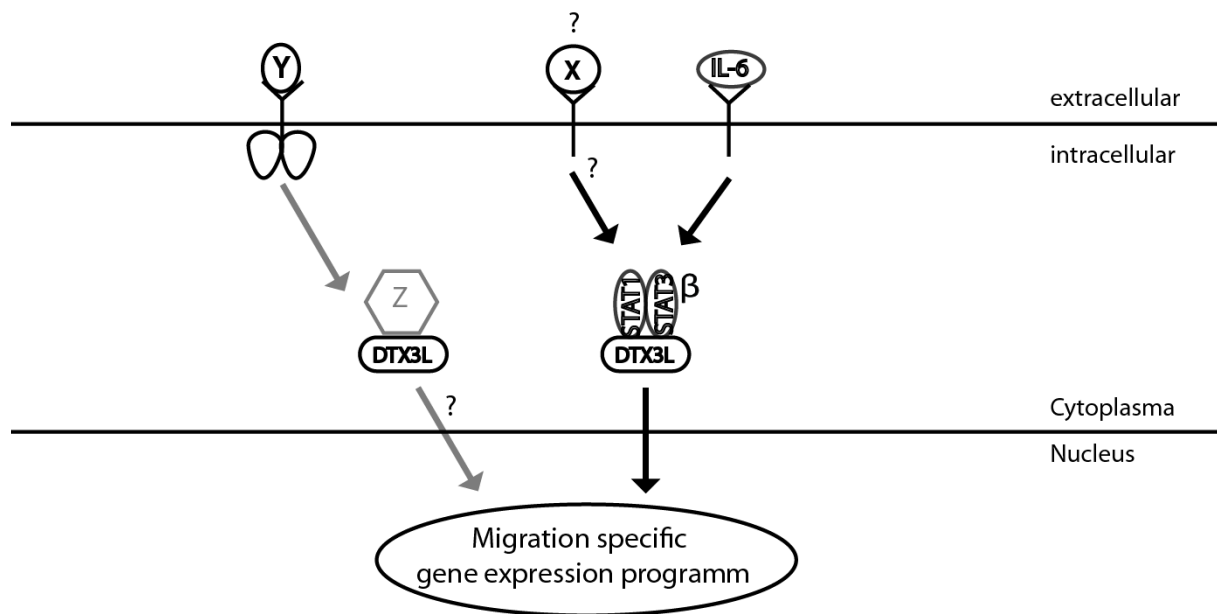 ?
Y
X
IL-6
extracellular
intracellular
?
Z
STAT1
STAT3
β
DTX3L
DTX3L
?
Cytoplasma
Nucleus
Migration specific
gene expression programm